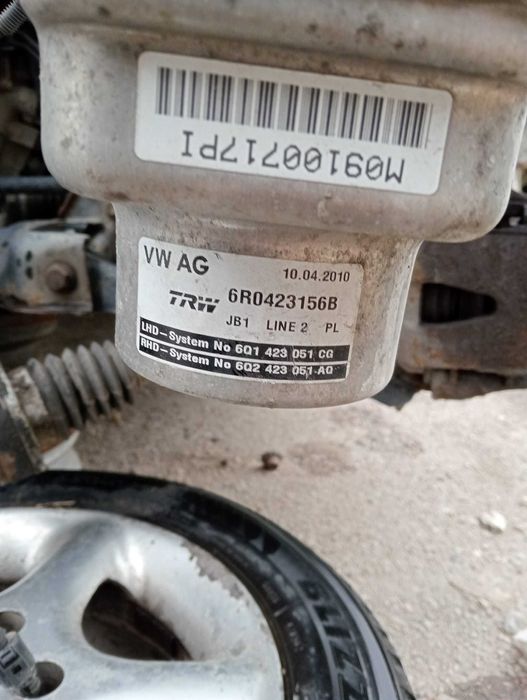 M09100717PI
VW AG
10.04.2010
TRW 6R0423156B
JB1 LINE 2 PL
LHD-System No 6Q1 423 051 CG
RHD-System No 6Q2 423 051 AQ
BLIZZ